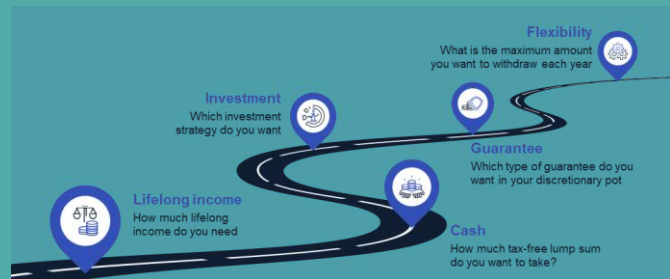 Flexibility
What is the maximum amount
you want to withdraw each year
Investment
Which investment
strategy do you want
Guarantee
Which type of guarantee do you
want in your discretionary pot
Lifelong income
How much lifelong
income do you need
Cash
How much tax-free lump sum
do you want to take?